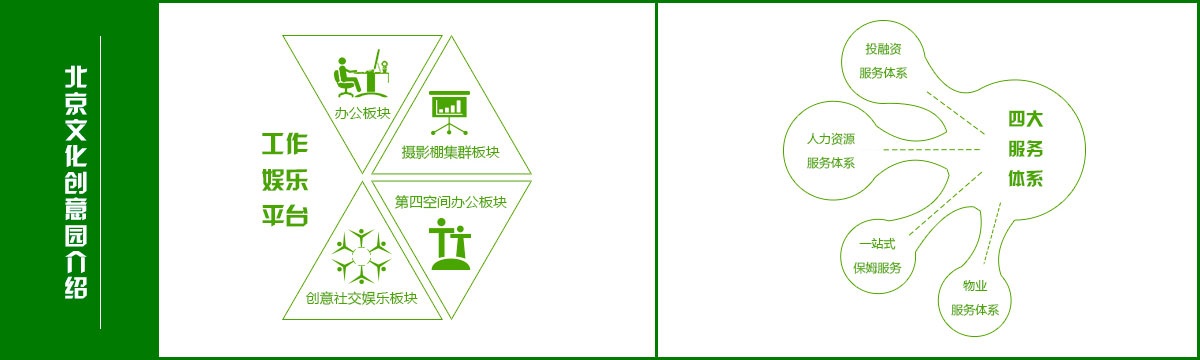 北京文化创意园介绍
工作
娱乐
平台
办公板块
摄影棚集群板块
第四空间办公板块
创意社交娱乐板块
投融资
服务体系
人力资源
服务体系
一站式
保姆服务
物业
服务体系
四大
服务
体系